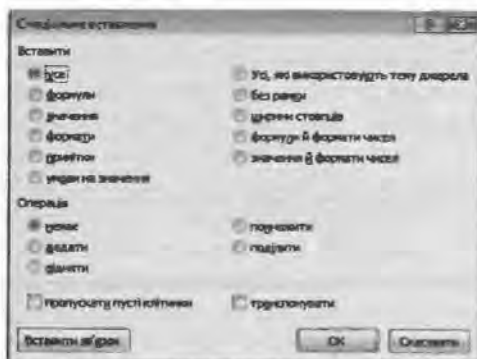 Спеціальне вставлення
Вставити
усе
Усі, які використовують тему джерела
формули
без рамки
значення
ширини стовпців
формати
формули й формати чисел
примітки
значення й формати чисел
умови на значення
Операція
немає
помножити
додати
поділити
відняти
пропускати пусті клітинки
транспонувати
Вставити зв'язок
OK
Скасувати